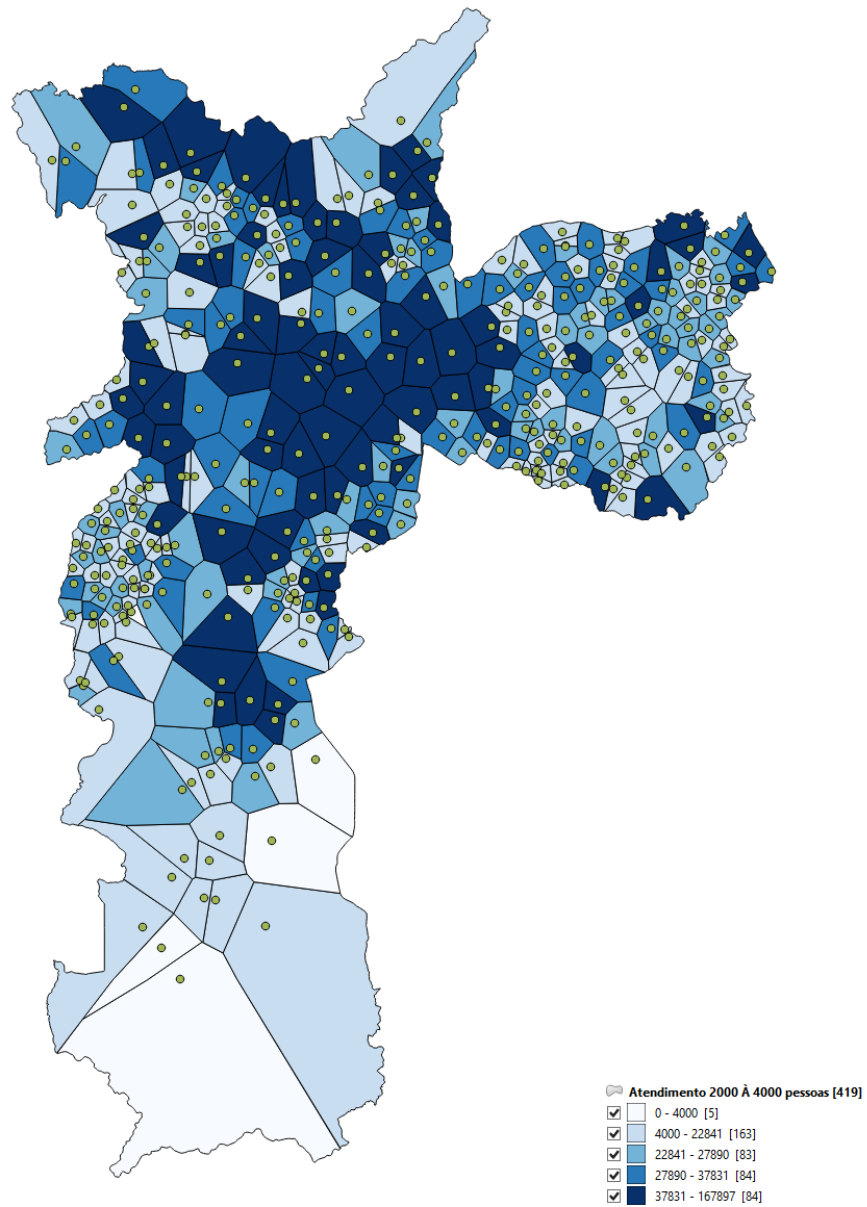 Atendimento 2000 À 4000 pessoas [419]
0 - 4000 [5]
4000 - 22841 [163]
22841 - 27890 [83]
27890 - 37831 [84]
37831 - 167897 [84]